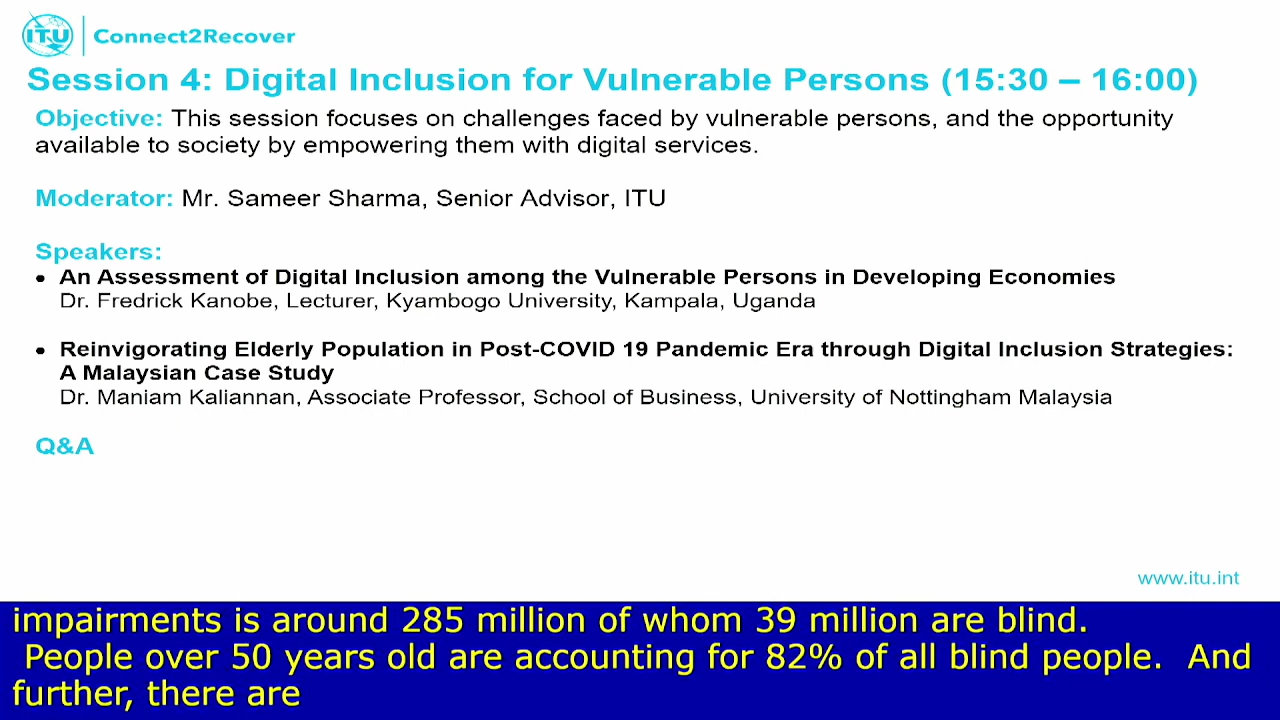 ITU Connect2Recover
Session 4: Digital Inclusion for Vulnerable Persons (15:30 – 16:00)
Objective: This session focuses on challenges faced by vulnerable persons, and the opportunity
available to society by empowering them with digital services.
Moderator: Mr. Sameer Sharma, Senior Advisor, ITU
Speakers:
• An Assessment of Digital Inclusion among the Vulnerable Persons in Developing Economies
Dr. Fredrick Kanobe, Lecturer, Kyambogo University, Kampala, Uganda
• Reinvigorating Elderly Population in Post-COVID 19 Pandemic Era through Digital Inclusion Strategies:
A Malaysian Case Study
Dr. Maniam Kaliannan, Associate Professor, School of Business, University of Nottingham Malaysia
Q&A
www.itu.int
impairments is around 285 million of whom 39 million are blind.
People over 50 years old are accounting for 82% of all blind people.  And
further, there are